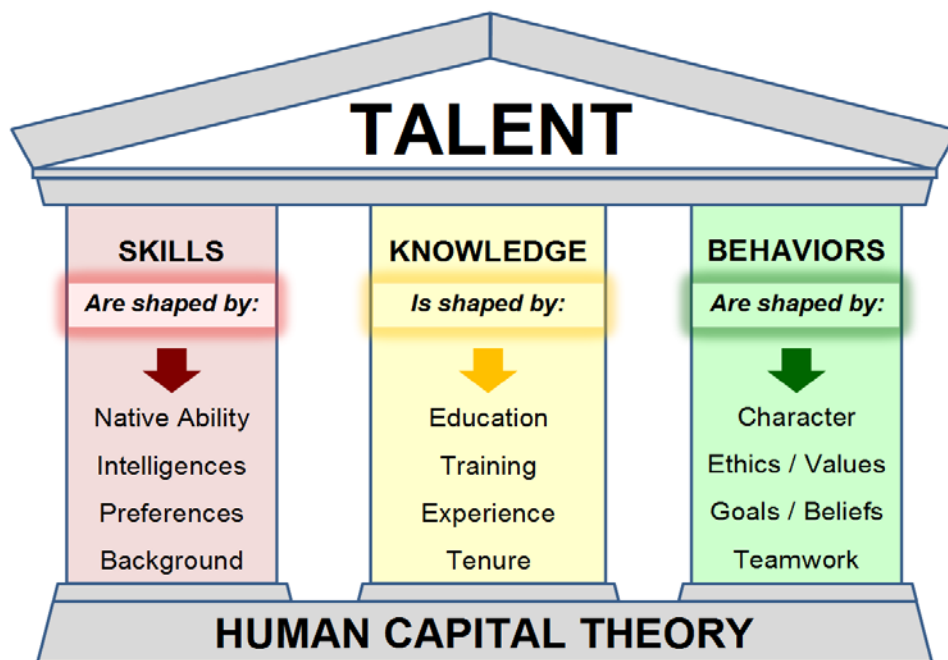 TALENT
SKILLS
Are shaped by:
Native Ability
Intelligences
Preferences
Background
KNOWLEDGE
Is shaped by:
Education
Training
Experience
Tenure
BEHAVIORS
Are shaped by:
Character
Ethics / Values
Goals / Beliefs
Teamwork
HUMAN CAPITAL THEORY